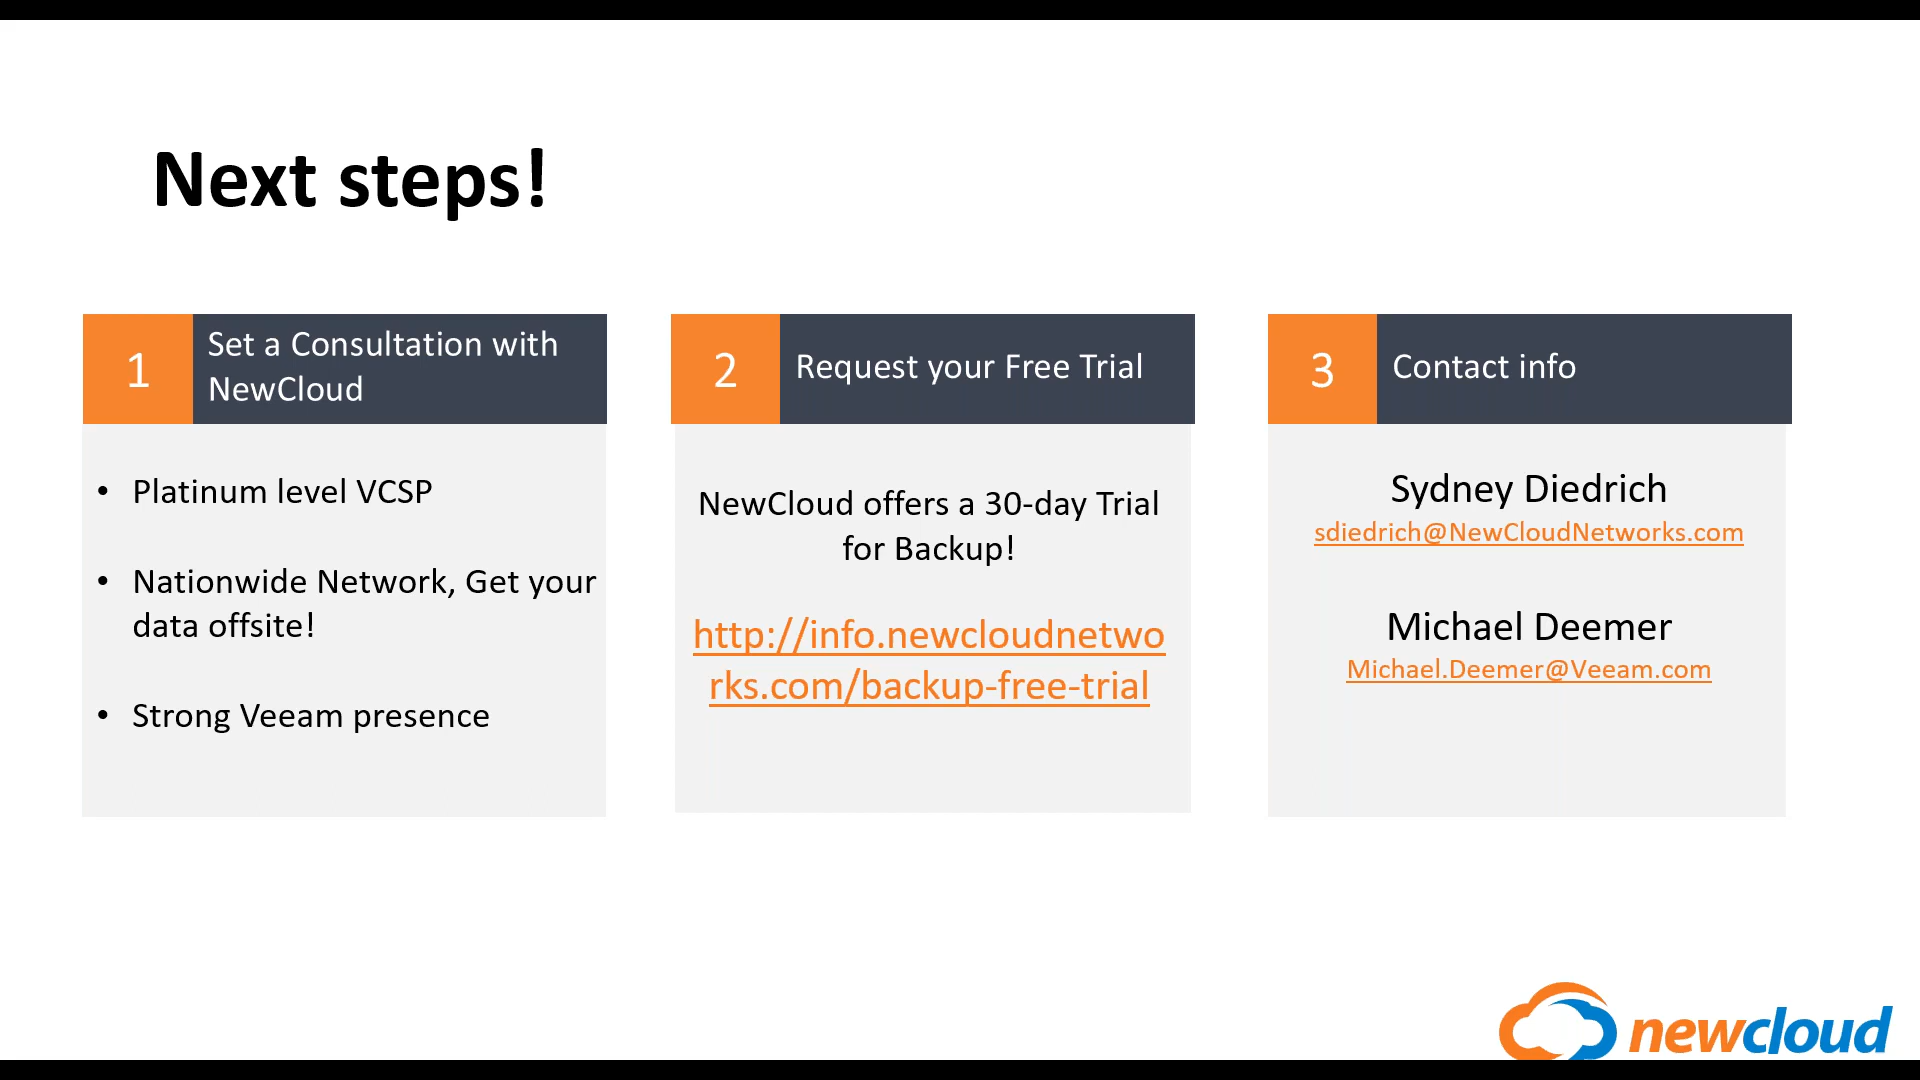 Next steps!
1
Set a Consultation with
NewCloud
• Platinum level VCSP
• Nationwide Network, Get your
data offsite!
• Strong Veeam presence
2
Request your Free Trial
NewCloud offers a 30-day Trial
for Backup!
http://info.newcloudnetwo
rks.com/backup-free-trial
3
Contact info
Sydney Diedrich
sdiedrich@NewCloudNetworks.com
Michael Deemer
Michael.Deemer@Veeam.com
newcloud